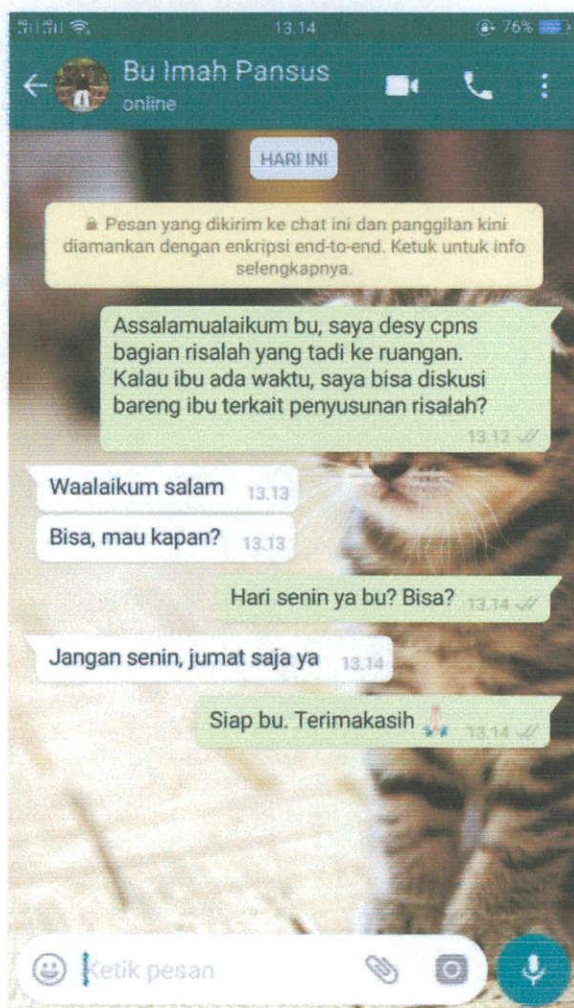 13.14
76%
Bu Imah Pansus
online
HARI INI
Pesan yang dikirim ke chat ini dan panggilan kini
diamankan dengan enkripsi end-to-end. Ketuk untuk info
selengkapnya.
Assalamualaikum bu, saya desy cpns
bagian risalah yang tadi ke ruangan.
Kalau ibu ada waktu, saya bisa diskusi
bareng ibu terkait penyusunan risalah?
13.12
Waalaikum salam 13.13
Bisa, mau kapan? 13.13
Hari senin ya bu? Bisa? 13.14
Jangan senin, jumat saja ya 13.14
Siap bu. Terimakasih 🙏 13.14
Ketik pesan